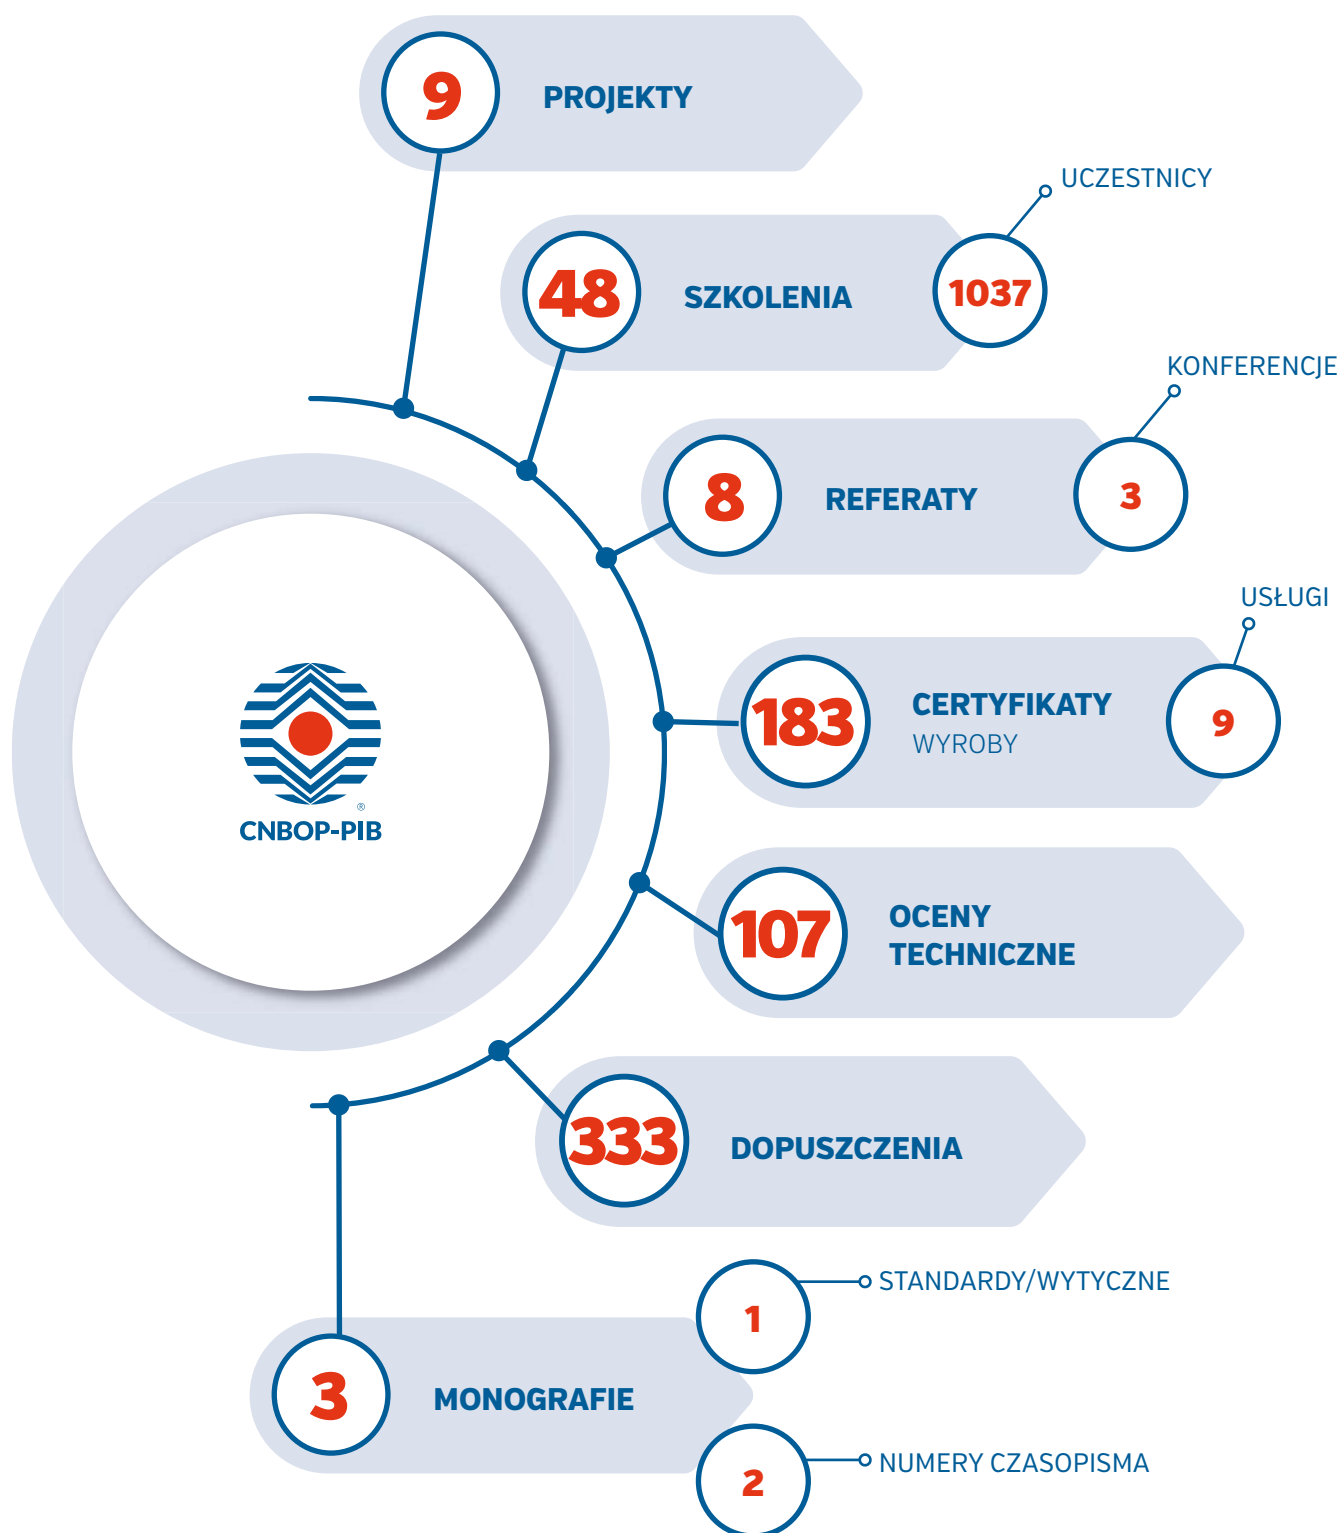 9
PROJEKTY
UCZESTNICY
48
SZKOLENIA
1037
KONFERENCJE
8
REFERATY
3
USŁUGI
183
CERTYFIKATY
WYROBY
9
®
CNBOP-PIB
107
OCENY
TECHNICZNE
333
DOPUSZCZENIA
1
STANDARDY/WYTYCZNE
3
MONOGRAFIE
2
NUMERY CZASOPISMA